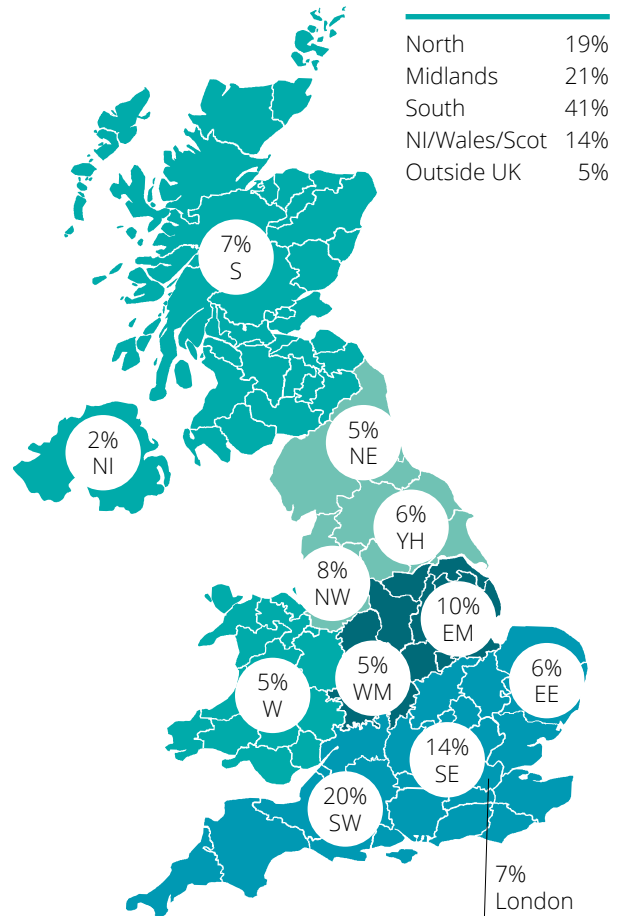 North 19%
Midlands 21%
South 41%
NI/Wales/Scot 14%
Outside UK 5%
7%
S
2%
NI
5%
NE
6%
YH
8%
NW
10%
EM
5%
W
5%
WM
6%
EE
14%
SE
20%
SW
7%
London